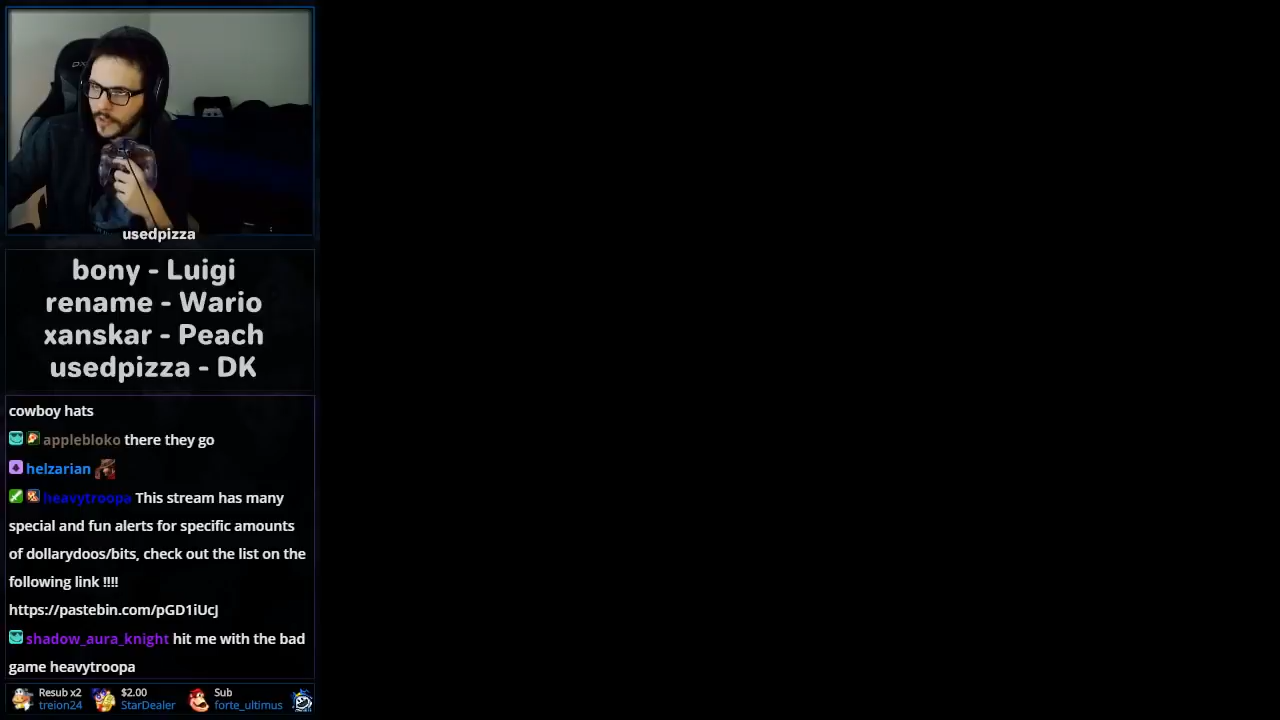 usedpizza
bony - Luigi
rename - Wario
xanskar - Peach
usedpizza - DK
cowboy hats
applebloko there they go
helzarian
heavytroopa This stream has many
special and fun alerts for specific amounts
of dollarydoos/bits, check out the list on the
following link !!!!
https://pastebin.com/pGD1iUcJ
shadow_aura_knight hit me with the bad
game heavytroopa
Resub x2
treion24
$2.00
StarDealer
Sub
forte_ultimus